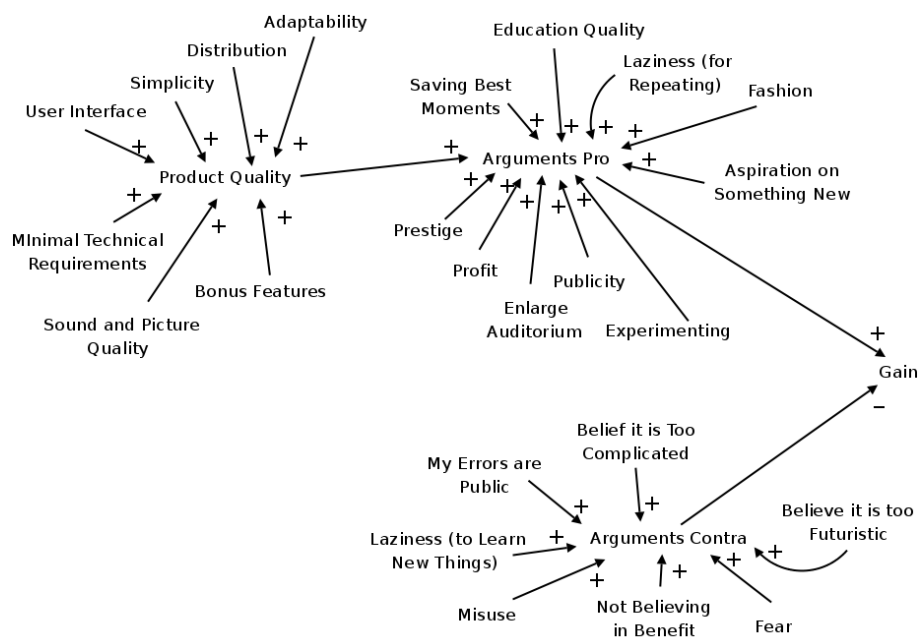 Adaptability
Distribution
Simplicity
User Interface
+
+
+
+
Product Quality
+
MInimal Technical
Requirements
+
+
Bonus Features
Sound and Picture
Quality
Education Quality
Laziness (for
Repeating)
Saving Best
Moments
Fashion
+
+
+
+
+
+
Arguments Pro
Aspiration on
Something New
+
+
+
+
+
Prestige
Profit
Publicity
Enlarge
Auditorium
Experimenting
+
Gain
−
Belief it is Too
Complicated
My Errors are
Public
Believe it is too
Futuristic
+
+
+
Arguments Contra
Laziness (to Learn
New Things)
+
+
+
+
Misuse
Not Believing
in Benefit
Fear